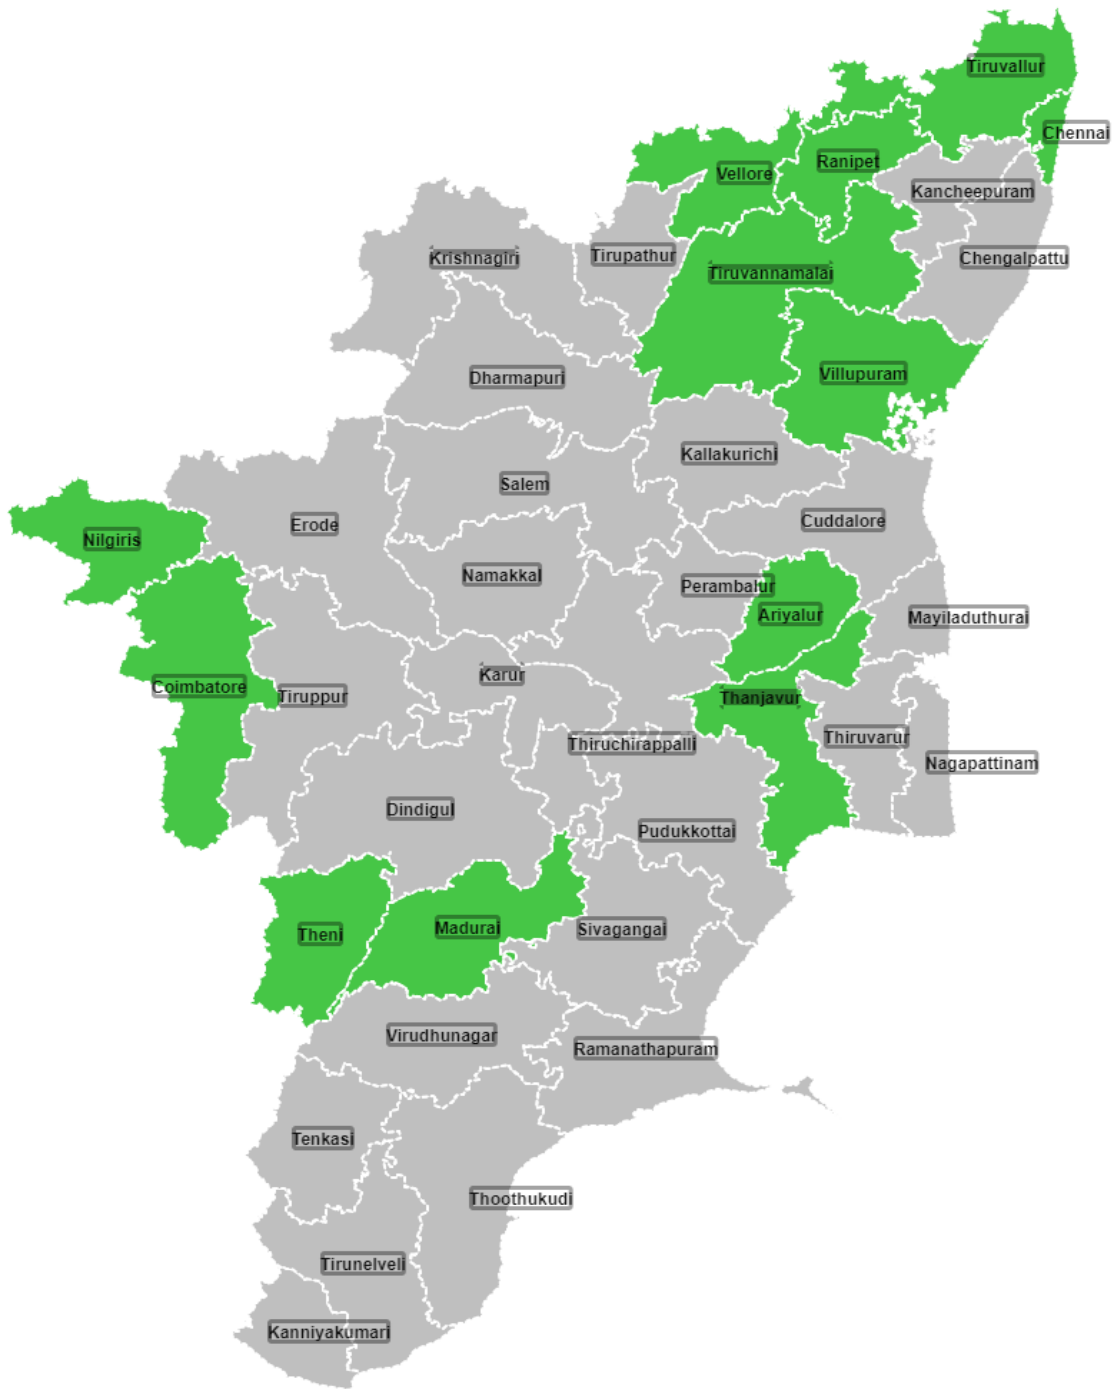 Tiruvallur
Chennai
Ranipet
Vellore
Kancheepuram
Krishnagiri
Tirupathur
Chengalpattu
Tiruvannamalai
Villupuram
Dharmapuri
Kallakurichi
Salem
Cuddalore
Erode
Nilgiris
Namakkal
Perambalur
Ariyalur
Mayiladuthurai
Karur
Coimbatore
Tiruppur
Thanjavur
Thiruvarur
Thiruchirappalli
Nagapattinam
Dindigul
Pudukkottai
Theni
Madurai
Sivagangai
Virudhunagar
Ramanathapuram
Tenkasi
Thoothukudi
Tirunelveli
Kanniyakumari